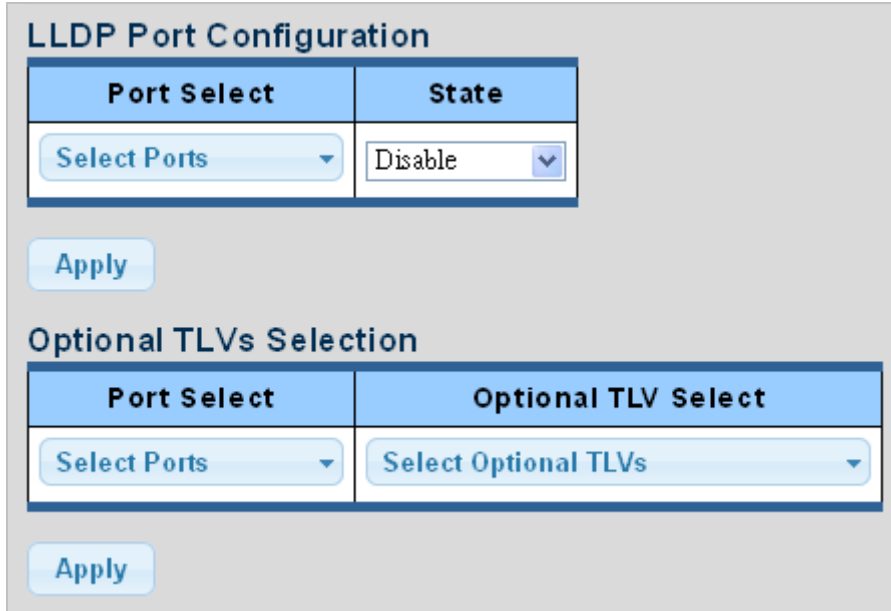 LLDP Port Configuration
Port Select State
Select Ports Disable
Apply
Optional TLVs Selection
Port Select Optional TLV Select
Select Ports Select Optional TLVs
Apply